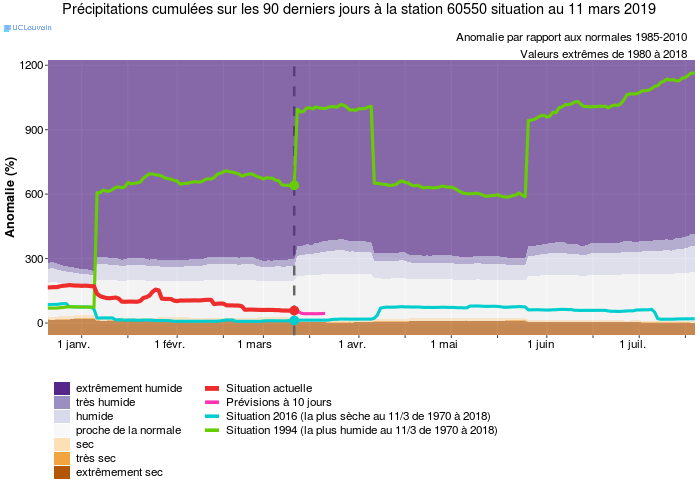 Précipitations cumulées sur les 90 derniers jours à la station 60550 situation au 11 mars 2019
UCLouvain
Anomalie par rapport aux normales 1985-2010
Valeurs extrêmes de 1980 à 2018
Anomalie (%)
1200
900
600
300
0
1 janv.
1 févr.
1 mars
1 avr.
1 mai
1 juin
1 juil.
extrêmement humide
très humide
humide
proche de la normale
sec
très sec
extrêmement sec
Situation actuelle
Prévisions à 10 jours
Situation 2016 (la plus sèche au 11/3 de 1970 à 2018)
Situation 1994 (la plus humide au 11/3 de 1970 à 2018)